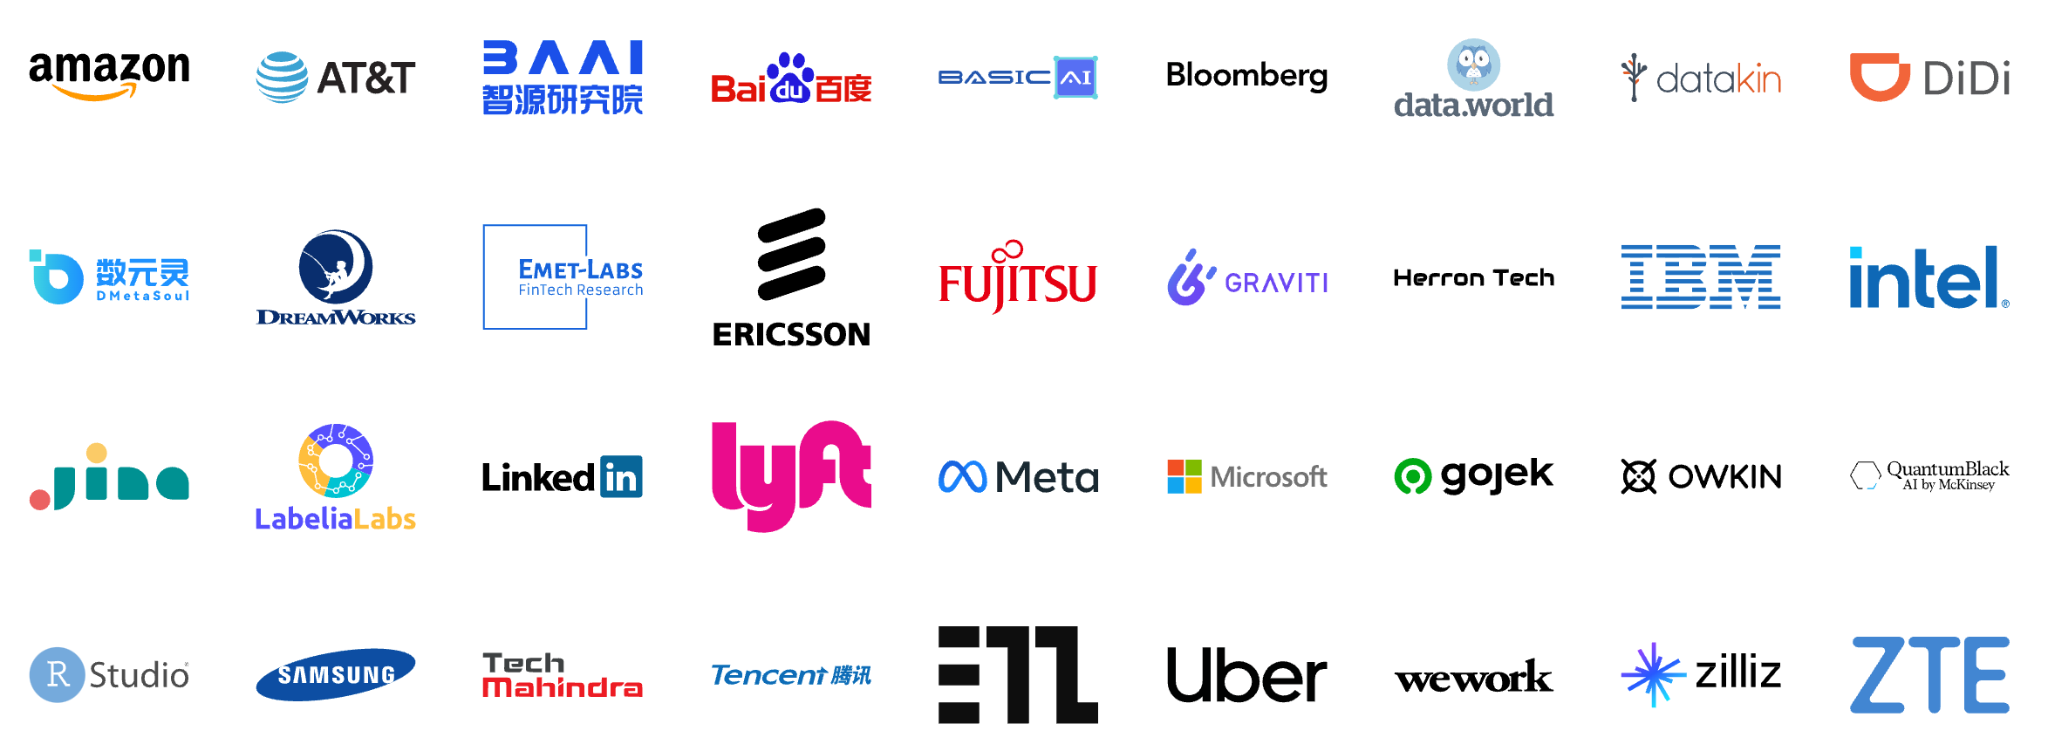 amazon
AT&T
BAAI
智源研究院
Bai du 百度
BASIC AI
Bloomberg
data.world
datakin
DiDi
数元灵
DMetaSoul
DREAMWORKS
EMET-LABS
FinTech Research
ERICSSON
FUJITSU
GRAVITI
Herron Tech
IBM
intel®
Jina
LabeliaLabs
Linked in
lyft
Meta
Microsoft
gojek
OWKIN
QuantumBlack
AI by McKinsey
R Studio®
SAMSUNG
Tech
Mahindra
Tencent 腾讯
Uber
wework
zilliz
ZTE